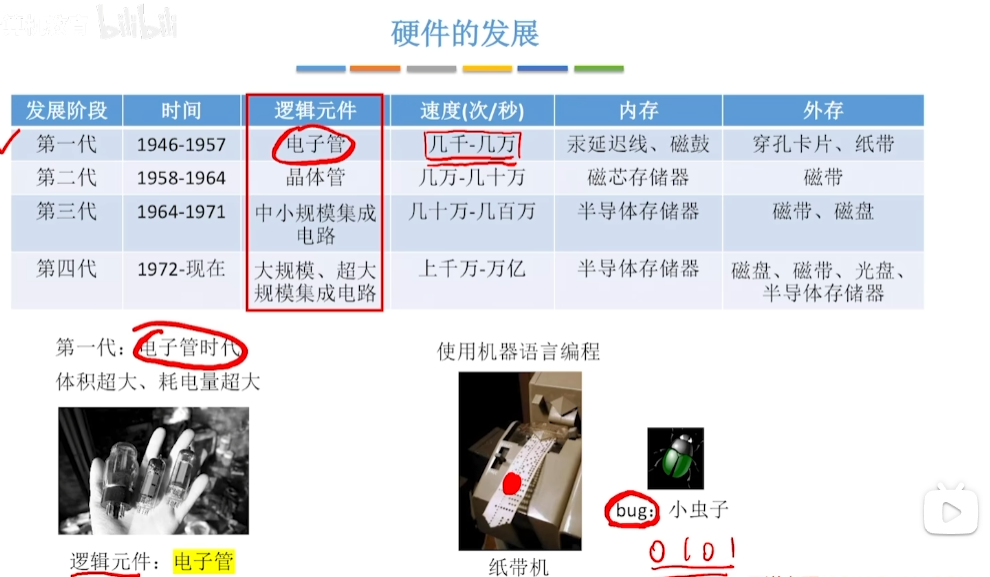 bilibili
硬件的发展
发展阶段 时间 逻辑元件 速度(次/秒) 内存 外存
第一代 1946-1957 电子管 几千-几万 汞延迟线、磁鼓 穿孔卡片、纸带
第二代 1958-1964 晶体管 几万-几十万 磁芯存储器 磁带
第三代 1964-1971 中小规模集成 几十万-几百万 半导体存储器 磁带、磁盘
电路
第四代 1972-现在 大规模、超大 上千万-万亿 半导体存储器 磁盘、磁带、光盘、
规模集成电路 半导体存储器
第一代：电子管时代
体积超大、耗电量超大
逻辑元件：电子管
使用机器语言编程
纸带机
bug：小虫子
0101